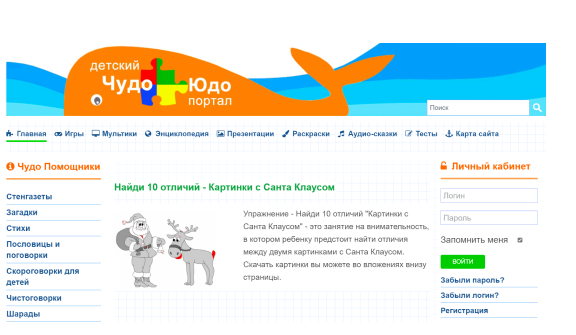 детский
Чудо Юдо
портал
Поиск
Главная Игры Мультики Энциклопедия Презентации Раскраски Аудио-сказки Тесты Карта сайта
Чудо Помощники
Стенгазеты
Загадки
Стихи
Пословицы и
поговорки
Скороговорки для
детей
Чистоговорки
Шарады
Найди 10 отличий - Картинки с Санта Клаусом
Упражнение - Найди 10 отличий "Картинки с
Санта Клаусом" - это занятие на внимательность,
в котором ребенку предстоит найти отличия
между двумя картинками с Санта Клаусом.
Скачать картинки вы можете во вложениях внизу
страницы.
Личный кабинет
Логин
Пароль
Запомнить меня
ВОЙТИ
Забыли пароль?
Забыли логин?
Регистрация